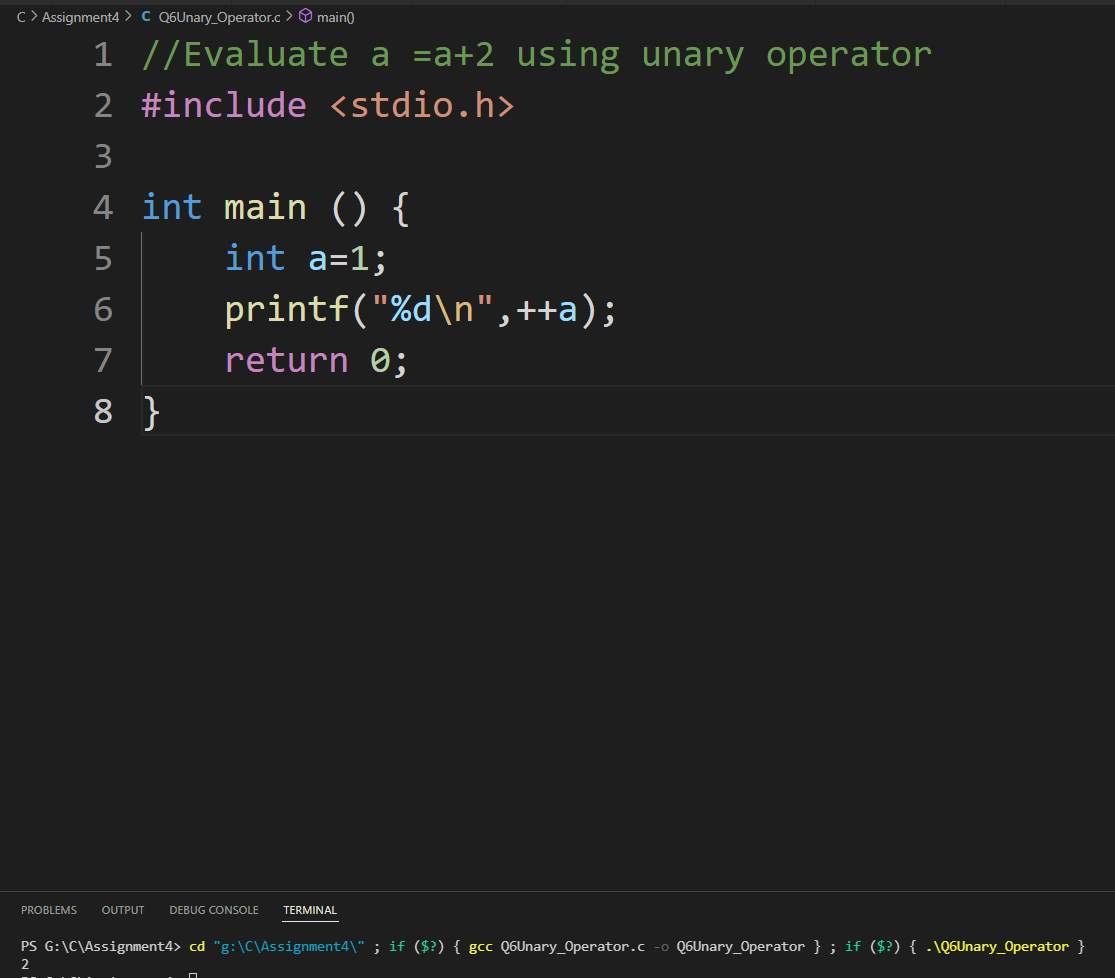 C > Assignment4 > C Q6Unary_Operator.c > main()
1 //Evaluate a =a+2 using unary operator
2 #include <stdio.h>
3
4 int main () {
5     int a=1;
6     printf("%d\n",++a);
7     return 0;
8 }
PROBLEMS OUTPUT DEBUG CONSOLE TERMINAL
PS G:\C\Assignment4> cd "g:\C\Assignment4\" ; if ($?) { gcc Q6Unary_Operator.c -o Q6Unary_Operator } ; if ($?) { .\Q6Unary_Operator }
2